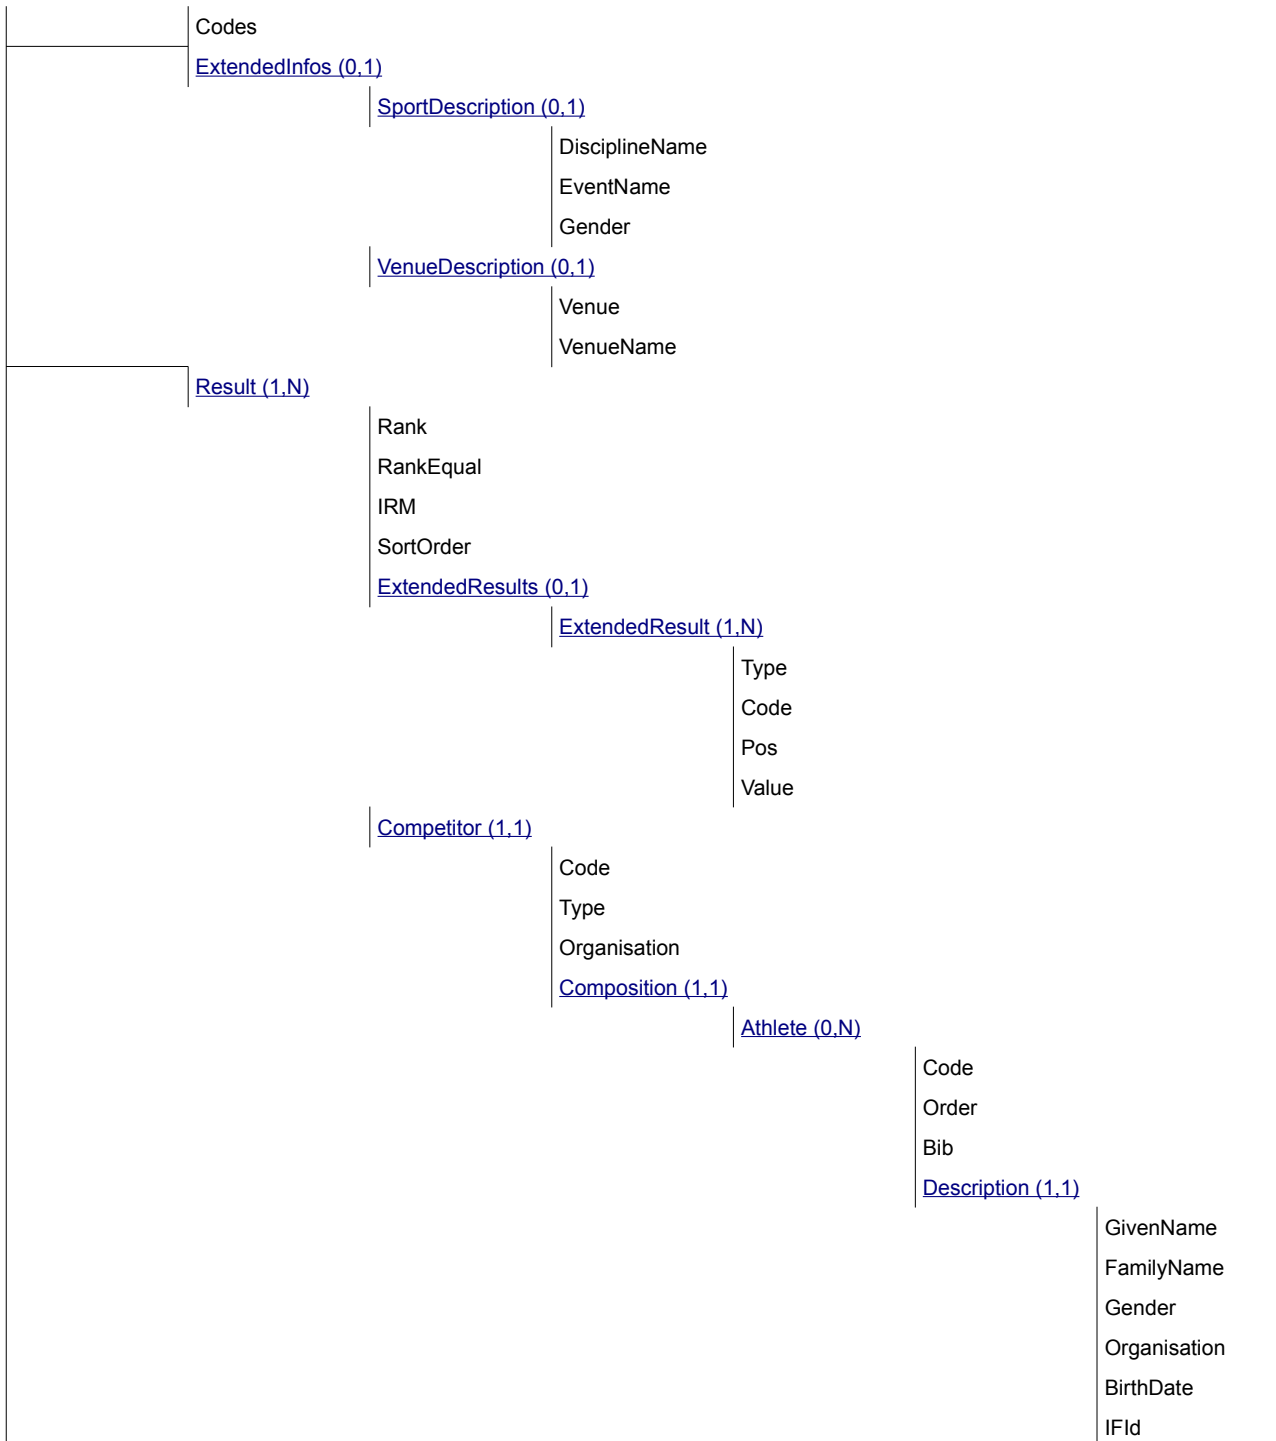 Codes
ExtendedInfos (0,1)
SportDescription (0,1)
DisciplineName
EventName
Gender
VenueDescription (0,1)
Venue
VenueName
Result (1,N)
Rank
RankEqual
IRM
SortOrder
ExtendedResults (0,1)
ExtendedResult (1,N)
Type
Code
Pos
Value
Competitor (1,1)
Code
Type
Organisation
Composition (1,1)
Athlete (0,N)
Code
Order
Bib
Description (1,1)
GivenName
FamilyName
Gender
Organisation
BirthDate
IFId